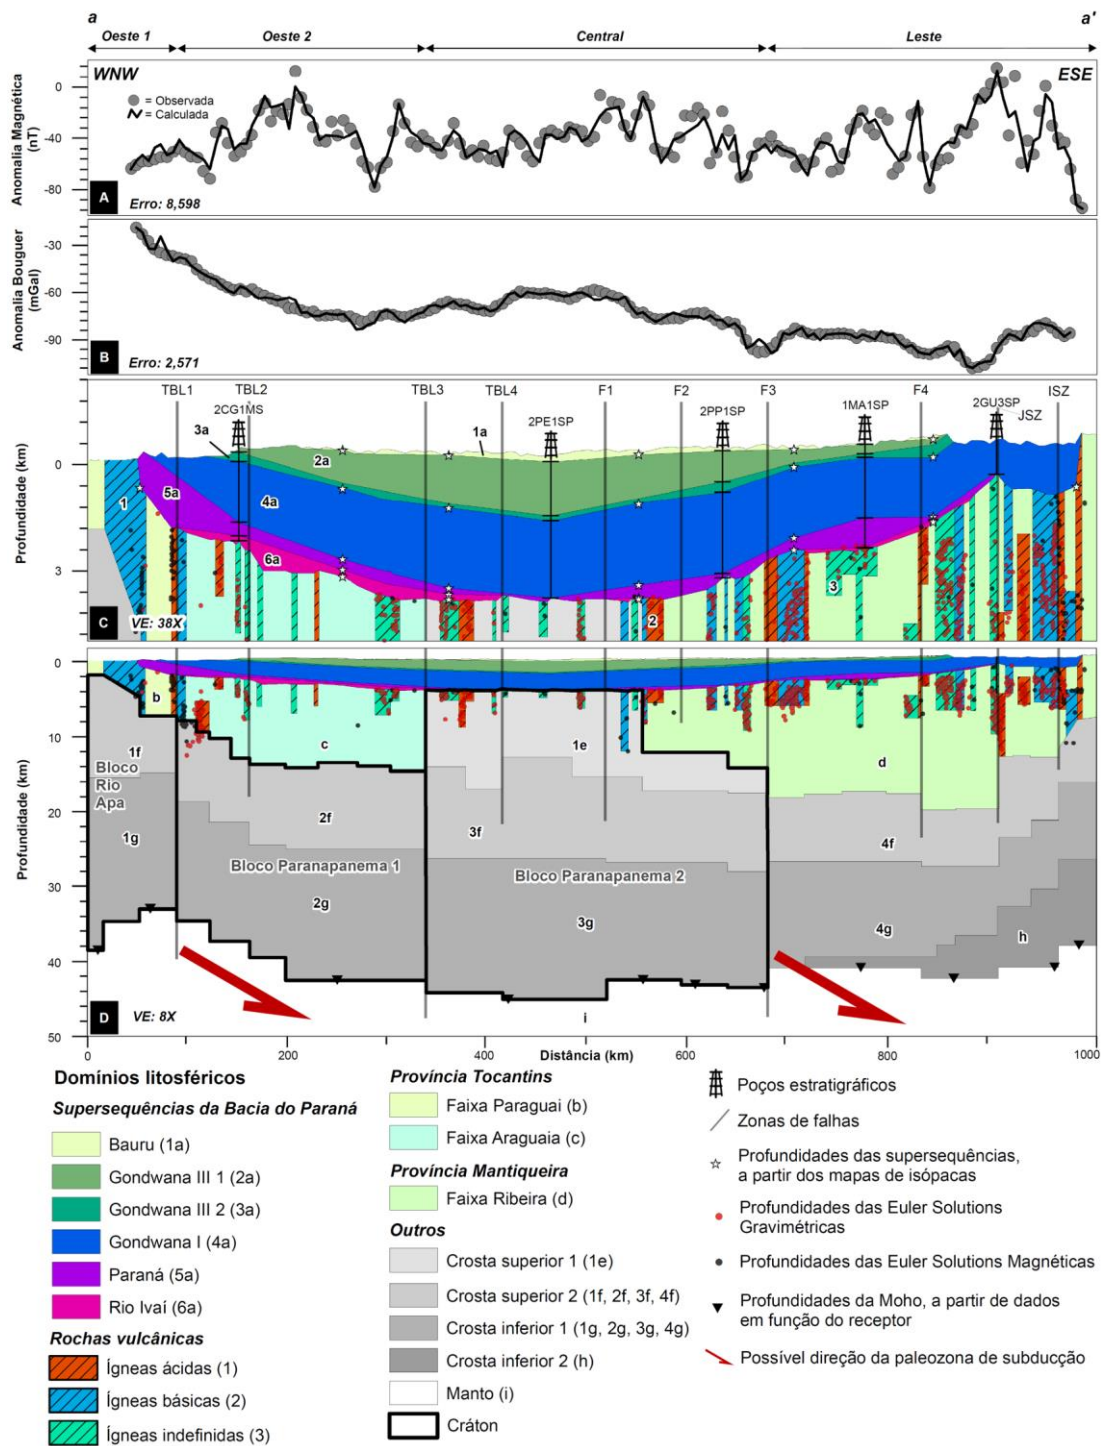 a a'
Oeste 1 Oeste 2 Central Leste
WNW ESE
Anomalia Magnética
(nT)
0
-40
-80
= Observada
= Calculada
A
Erro: 8,598
Anomalia Bouguer
(mGal)
-30
-60
-90
B
Erro: 2,571
TBL1 TBL2 TBL3 TBL4 F1 F2 F3 F4 ISZ
2CG1MS 2PE1SP 2PP1SP 1MA1SP 2GU3SP
JSZ
3a 1a
2a
Profundidade (km)
0
3
1 5a 4a
6a
2
3
C
VE: 38X
Profundidade (km)
0
10
20
30
40
50
b
c
1e
d
1f
Bloco
Rio
Apa
1g
2f
3f
4f
Bloco Paranapanema 1
Bloco Paranapanema 2
2g
3g
4g
h
i
D
VE: 8X
0 200 400 600 800 1000
Distância (km)
Domínios litosféricos
Supersequências da Bacia do Paraná
Bauru (1a)
Gondwana III 1 (2a)
Gondwana III 2 (3a)
Gondwana I (4a)
Paraná (5a)
Rio Ivaí (6a)
Rochas vulcânicas
Ígneas ácidas (1)
Ígneas básicas (2)
Ígneas indefinidas (3)
Província Tocantins
Faixa Paraguai (b)
Faixa Araguaia (c)
Província Mantiqueira
Faixa Ribeira (d)
Outros
Crosta superior 1 (1e)
Crosta superior 2 (1f, 2f, 3f, 4f)
Crosta inferior 1 (1g, 2g, 3g, 4g)
Crosta inferior 2 (h)
Manto (i)
Cráton
Poços estratigráficos
Zonas de falhas
Profundidades das supersequências,
a partir dos mapas de isópacas
Profundidades das Euler Solutions
Gravimétricas
Profundidades das Euler Solutions Magnéticas
Profundidades da Moho, a partir de dados
em função do receptor
Possível direção da paleozona de subducção